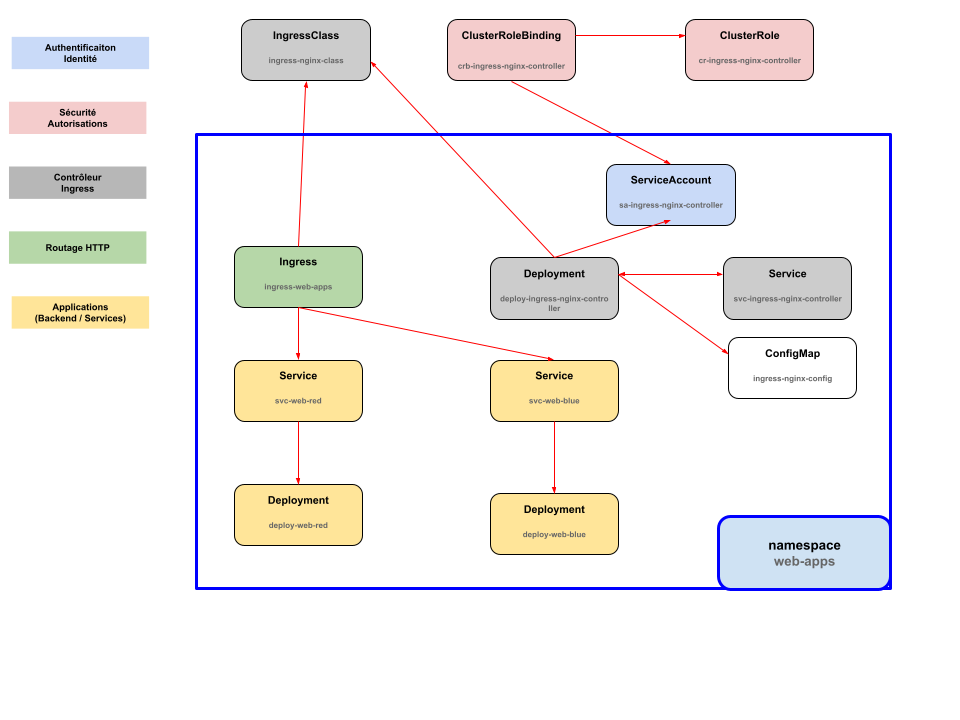 Authentificaiton
Identité
Sécurité
Autorisations
Contrôleur
Ingress
Routage HTTP
Applications
(Backend / Services)
IngressClass
ingress-nginx-class
ClusterRoleBinding
crb-ingress-nginx-controller
ClusterRole
cr-ingress-nginx-controller
ServiceAccount
sa-ingress-nginx-controller
Ingress
ingress-web-apps
Deployment
deploy-ingress-nginx-contro
ller
Service
svc-ingress-nginx-controller
ConfigMap
ingress-nginx-config
Service
svc-web-red
Service
svc-web-blue
Deployment
deploy-web-red
Deployment
deploy-web-blue
namespace
web-apps